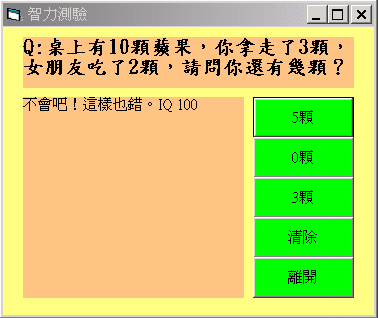 智力測驗
Q:桌上有10顆蘋果，你拿走了3顆，
女朋友吃了2顆，請問你還有幾顆？
不會吧！這樣也錯。IQ 100
5顆
0顆
3顆
清除
離開